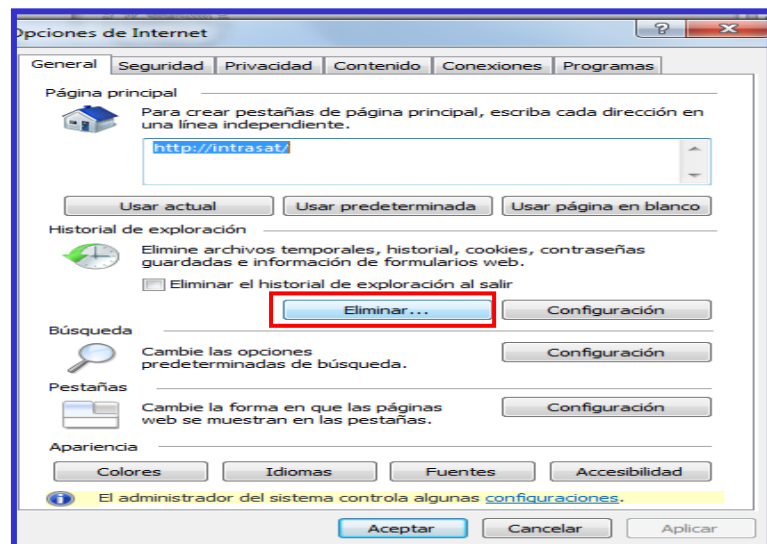 Opciones de Internet
General Seguridad Privacidad Contenido Conexiones Programas
Página principal
Para crear pestañas de página principal, escriba cada dirección en
una línea independiente.
http://intrasat/
Usar actual Usar predeterminada Usar página en blanco
Historial de exploración
Elimine archivos temporales, historial, cookies, contraseñas
guardadas e información de formularios web.
Eliminar el historial de exploración al salir
Eliminar... Configuración
Búsqueda
Cambie las opciones
predeterminadas de búsqueda.
Configuración
Pestañas
Cambie la forma en que las páginas
web se muestran en las pestañas.
Configuración
Apariencia
Colores Idiomas Fuentes Accesibilidad
El administrador del sistema controla algunas configuraciones.
Aceptar Cancelar Aplicar